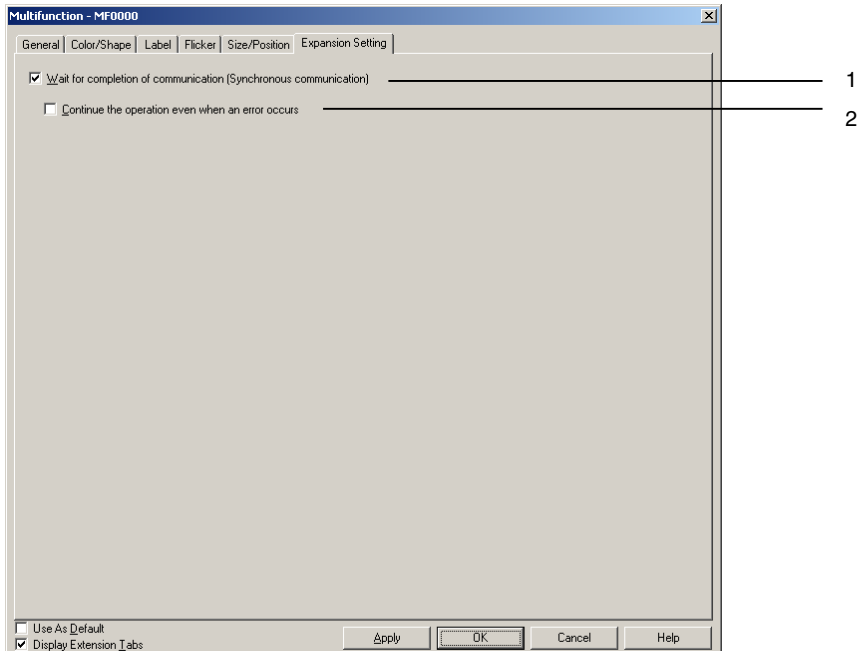 Multifunction - MF0000
General Color/Shape Label Flicker Size/Position Expansion Setting
Wait for completion of communication (Synchronous communication)
1
Continue the operation even when an error occurs
2
Use As Default
Display Extension Tabs
Apply OK Cancel Help